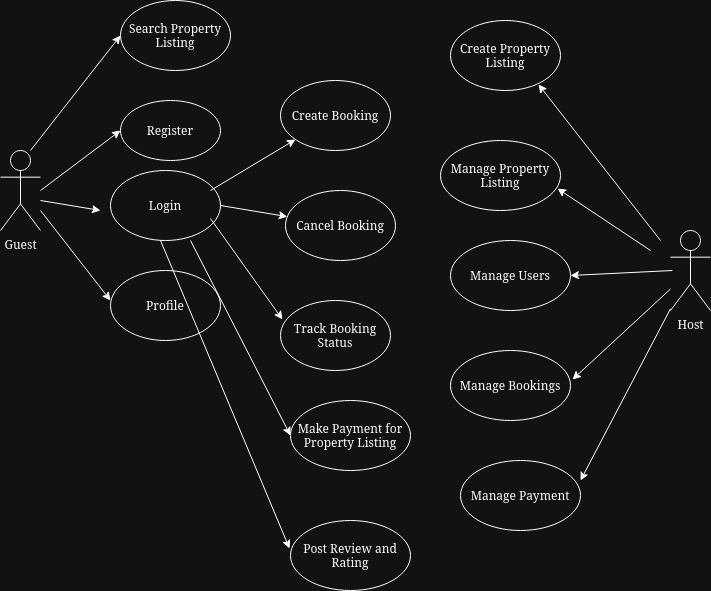 Search Property
Listing
Register
Guest
Login
Profile
Create Booking
Cancel Booking
Track Booking
Status
Make Payment for
Property Listing
Post Review and
Rating
Create Property
Listing
Manage Property
Listing
Manage Users
Host
Manage Bookings
Manage Payment